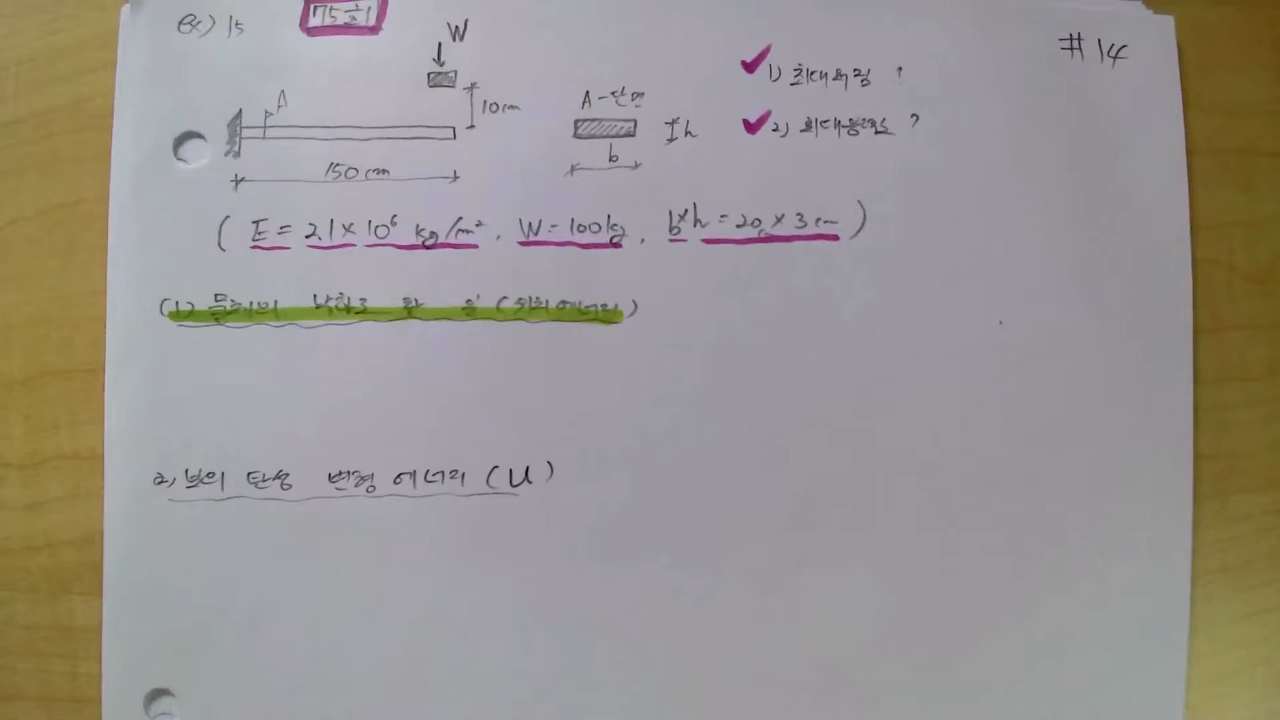 ex) 15
75회
#14
W
A
10cm
150cm
A-단면
h
b
1) 최대처짐 ?
2) 최대응력도 ?
( E = 2.1×10⁶ kg/m², W=100kg, b×h = 20×3cm )
(1) 물체의 낙하로 한 일 (위치에너지)
2, 보의 탄성 변형 에너지 (U)